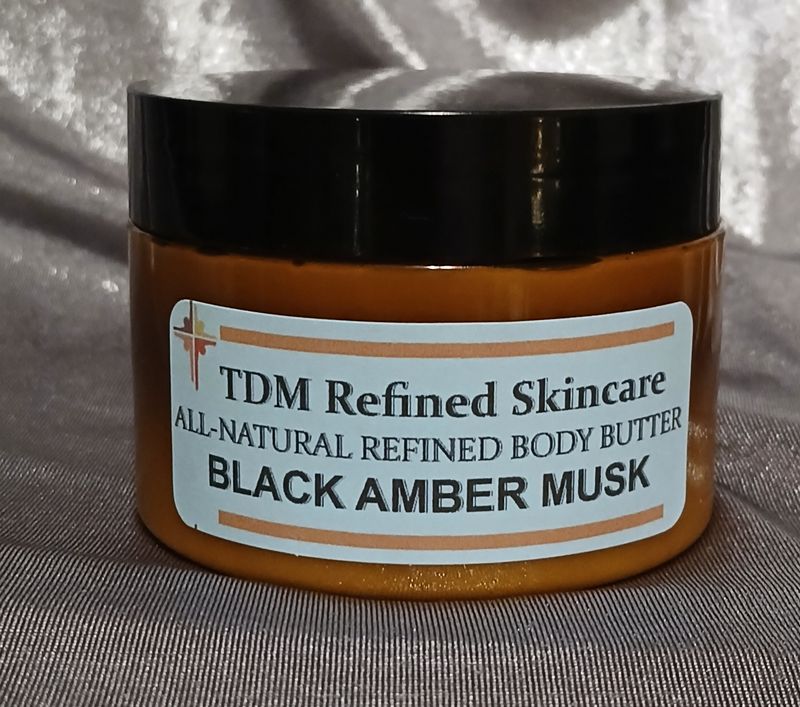 TDM Refined Skincare
ALL-NATURAL REFINED BODY BUTTER
BLACK AMBER MUSK